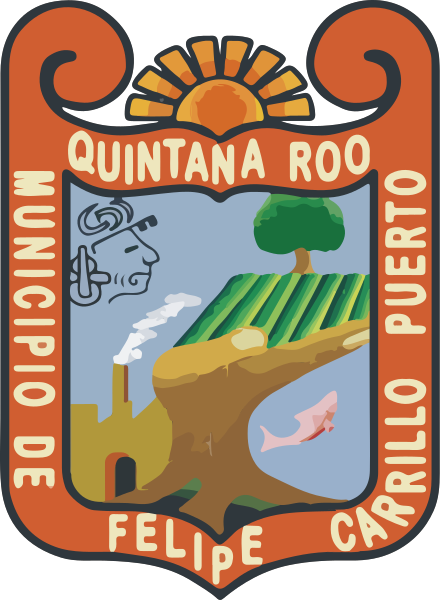 QUINTANA ROO
MUNICIPIO DE
FELIPE
CARRILLO PUERTO